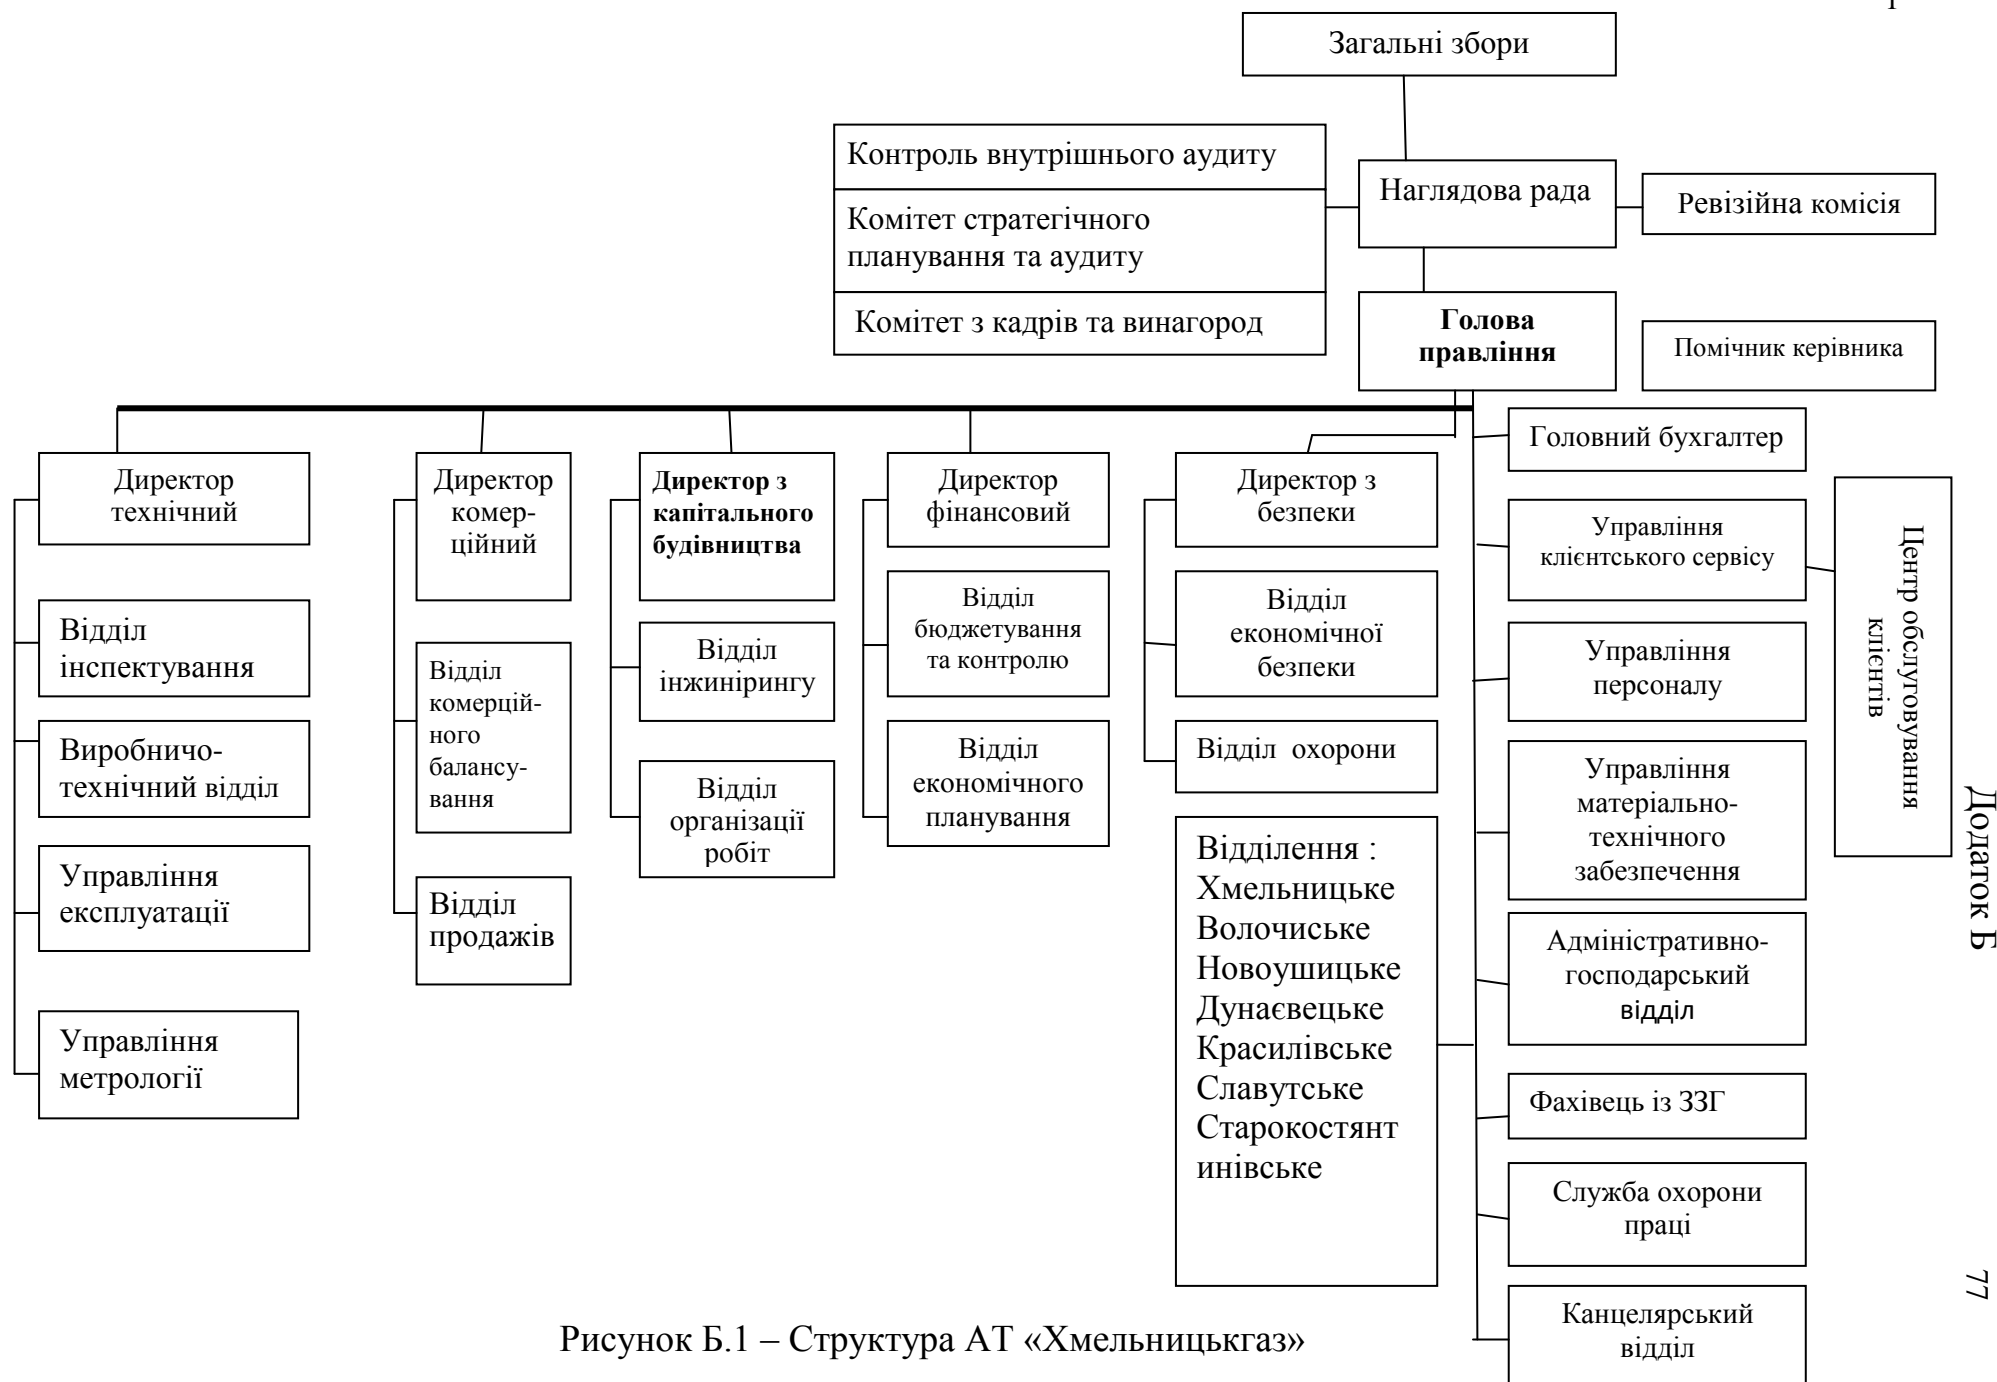 Загальні збори
Контроль внутрішнього аудиту
Комітет стратегічного
планування та аудиту
Комітет з кадрів та винагород
Наглядова рада
Ревізійна комісія
Голова
правління
Помічник керівника
Директор
технічний
Відділ
інспектування
Виробничо-
технічний відділ
Управління
експлуатації
Управління
метрології
Директор
комер-
ційний
Відділ
комерцій-
ного
балансу-
вання
Відділ
продажів
Директор з
капітального
будівництва
Відділ
інжинірингу
Відділ
організації
робіт
Директор
фінансовий
Відділ
бюджетування
та контролю
Відділ
економічного
планування
Директор з
безпеки
Відділ
економічної
безпеки
Відділ охорони
Відділення :
Хмельницьке
Волочиське
Новоушицьке
Дунаєвецьке
Красилівське
Славутське
Старокостянт
инівське
Головний бухгалтер
Управління
клієнтського сервісу
Управління
персоналу
Управління
матеріально-
технічного
забезпечення
Адміністративно-
господарський
відділ
Фахівець із ЗЗГ
Служба охорони
праці
Канцелярський
відділ
Центр обслуговування
клієнтів
Додаток Б
77
Рисунок Б.1 – Структура АТ «Хмельницькгаз»